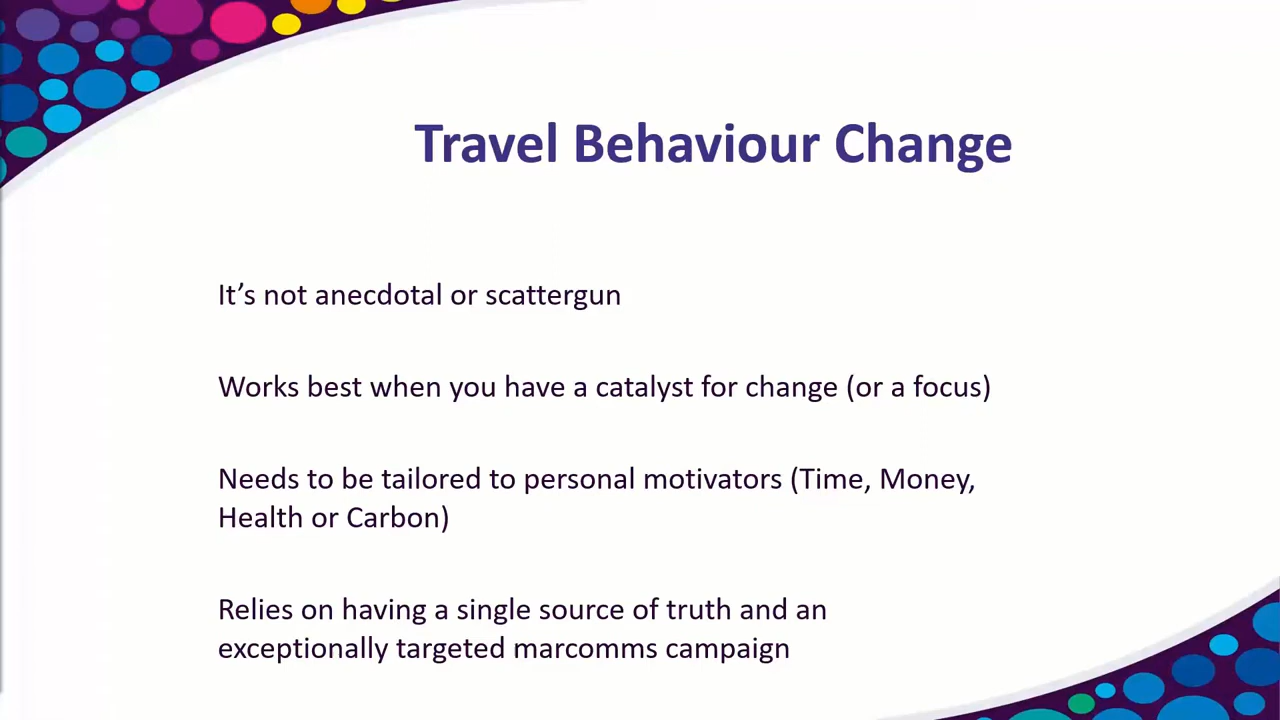 Travel Behaviour Change
It’s not anecdotal or scattergun
Works best when you have a catalyst for change (or a focus)
Needs to be tailored to personal motivators (Time, Money,
Health or Carbon)
Relies on having a single source of truth and an
exceptionally targeted marcomms campaign